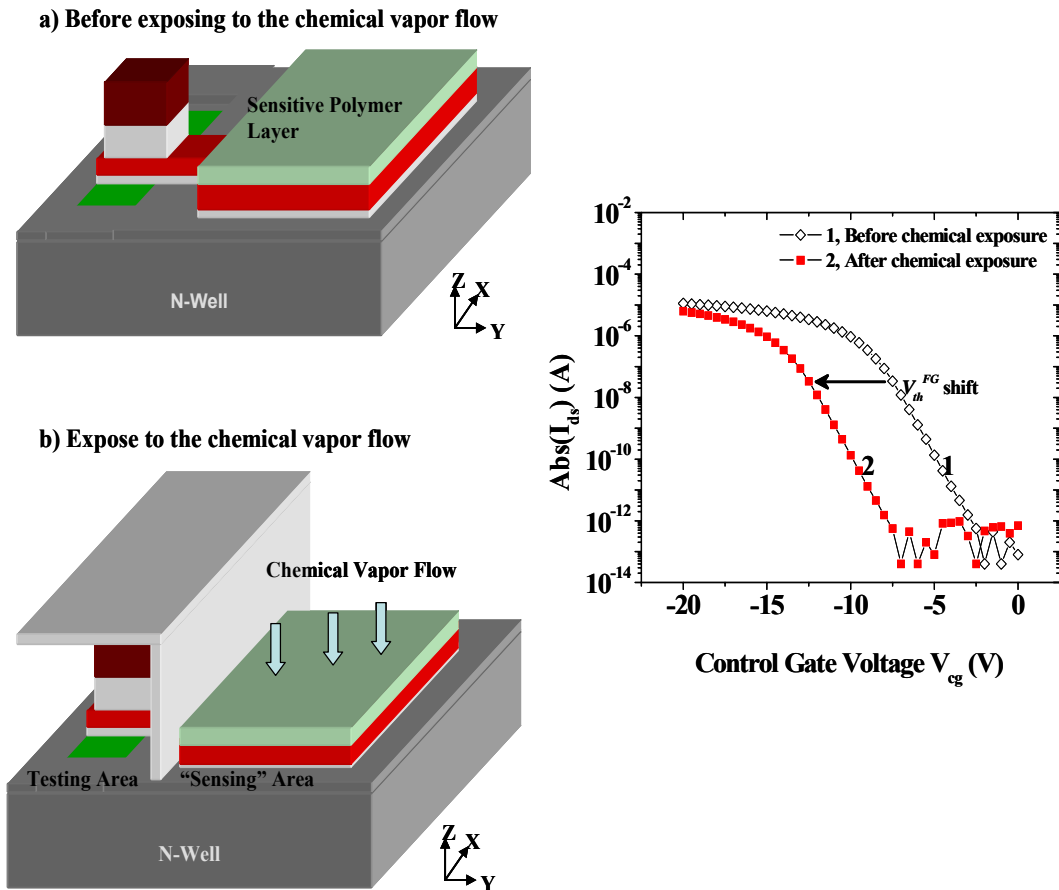 a) Before exposing to the chemical vapor flow
Sensitive Polymer
Layer
N-Well
Z
X
Y
b) Expose to the chemical vapor flow
Chemical Vapor Flow
Testing Area
“Sensing” Area
N-Well
Z
X
Y
10^-2
10^-4
10^-6
10^-8
10^-10
10^-12
10^-14
Abs(I_ds) (A)
1, Before chemical exposure
2, After chemical exposure
V_th^FG shift
2
1
-20
-15
-10
-5
0
Control Gate Voltage V_cg (V)